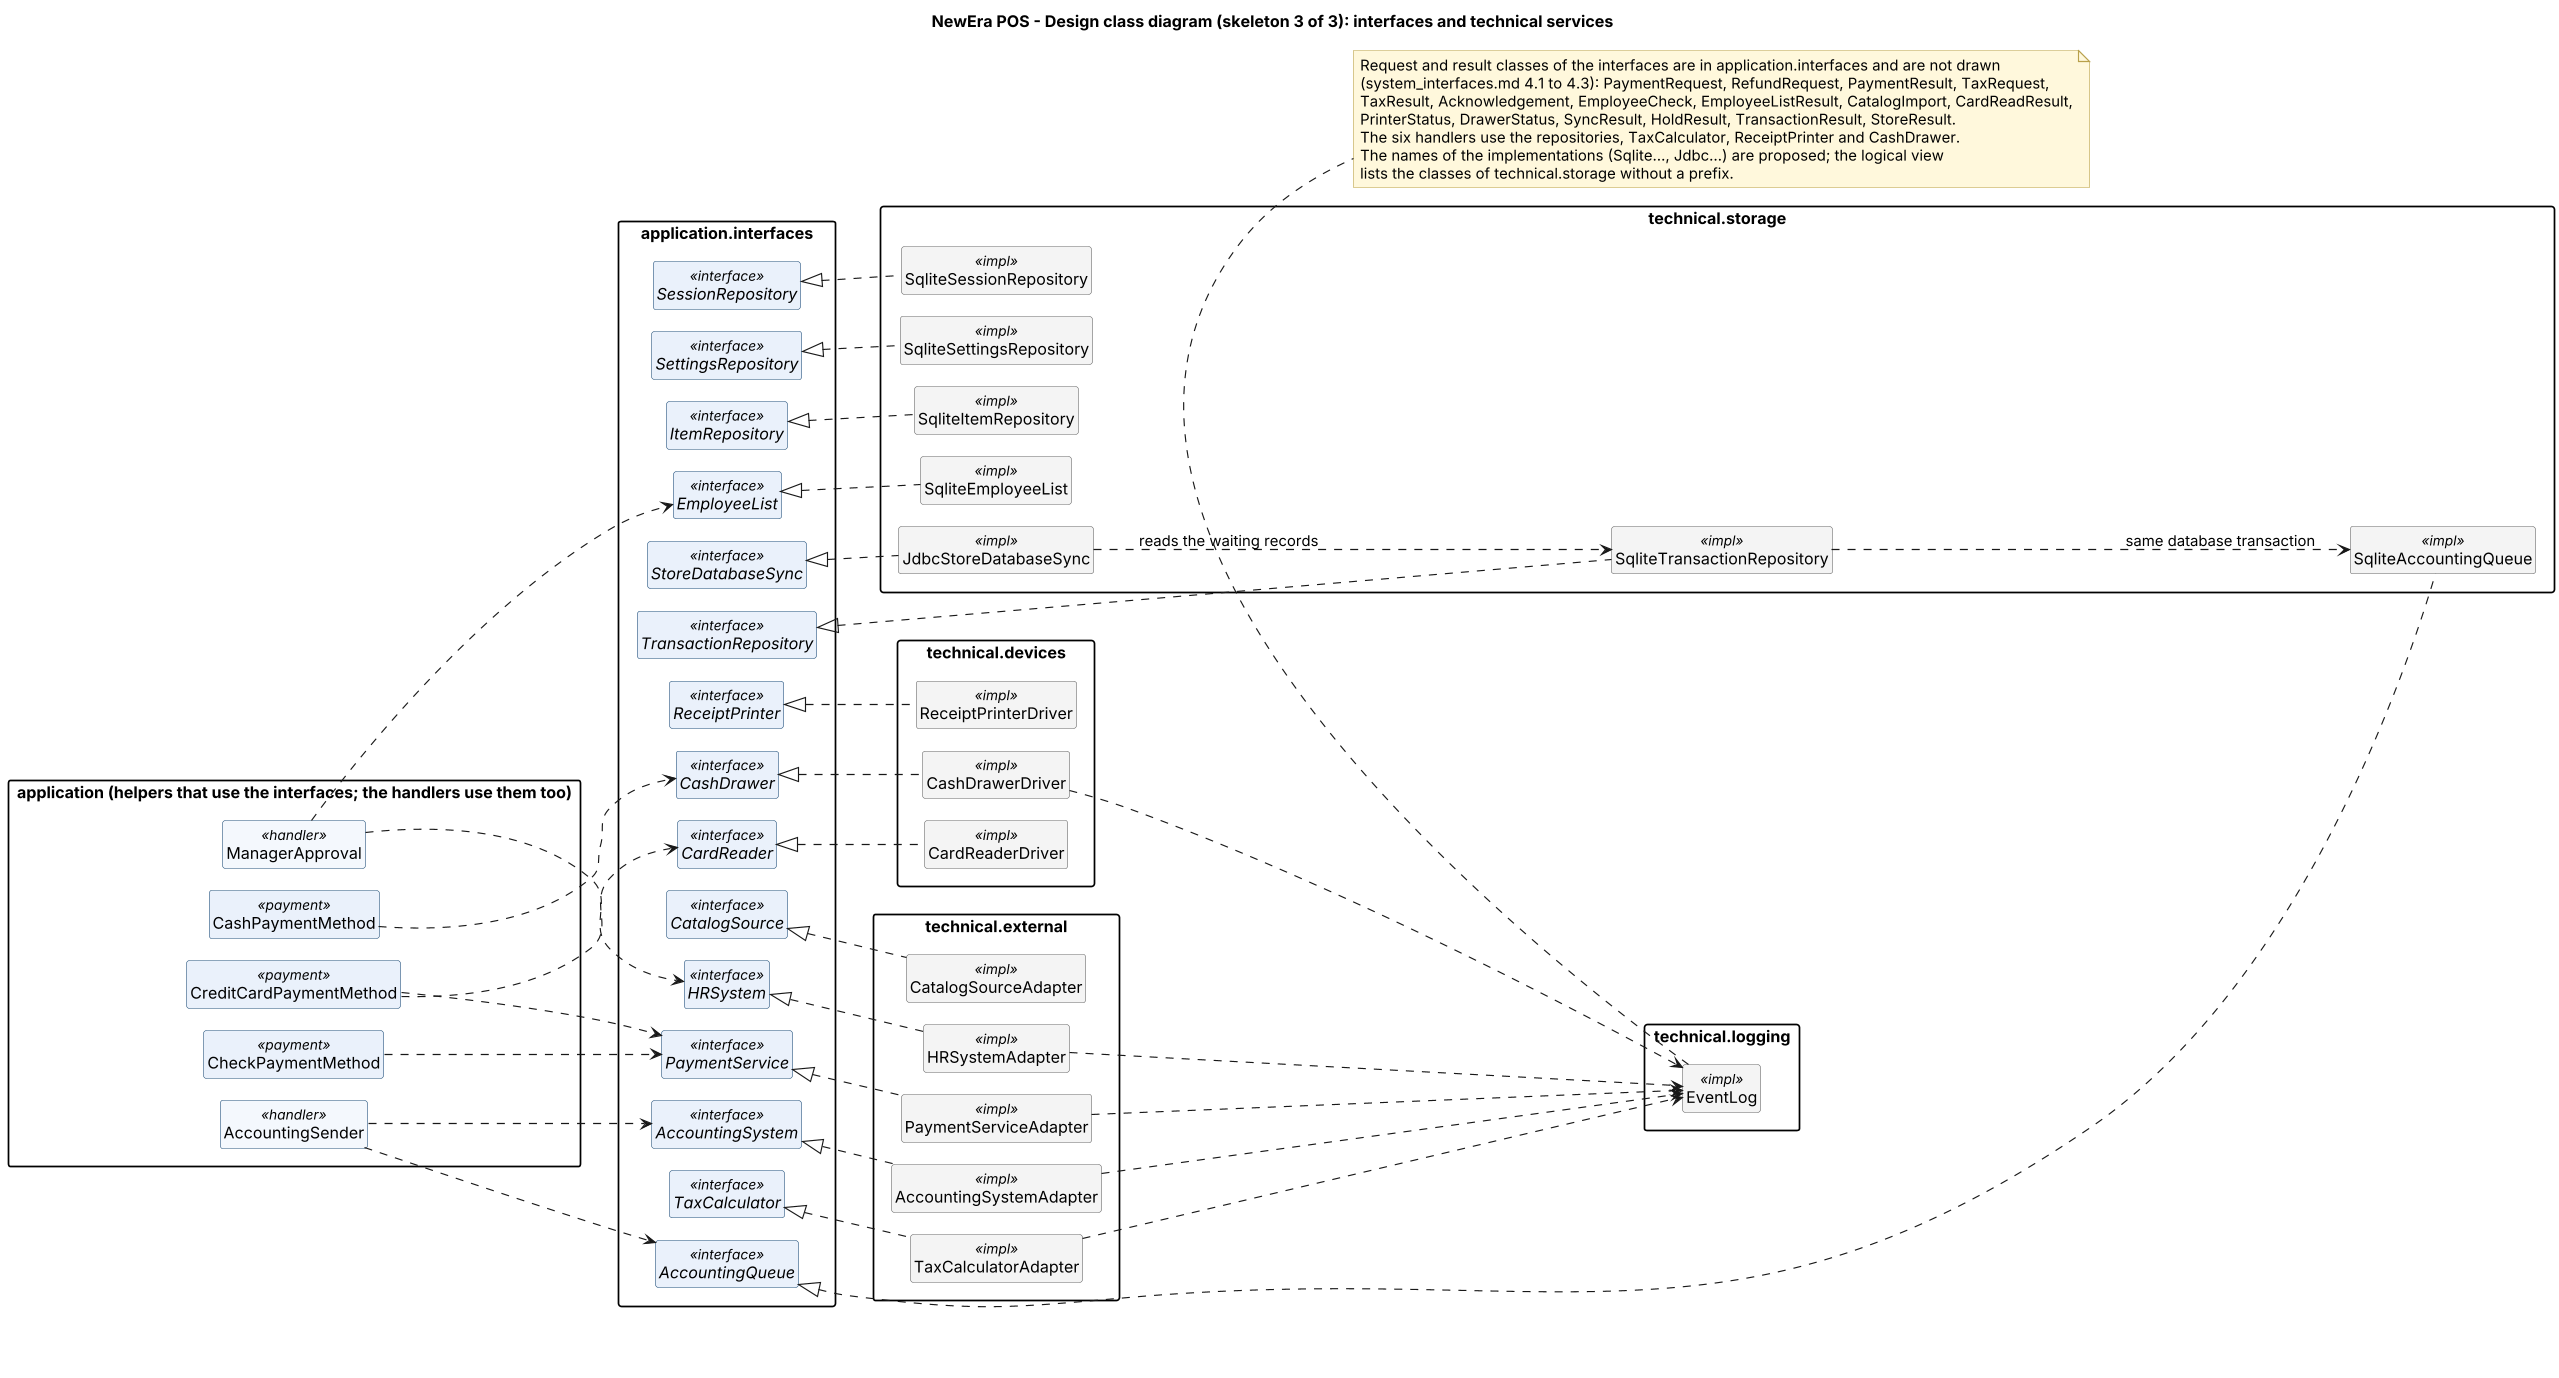 NewEra POS - Design class diagram (skeleton 3 of 3): interfaces and technical services
Request and result classes of the interfaces are in application.interfaces and are not drawn
(system_interfaces.md 4.1 to 4.3): PaymentRequest, RefundRequest, PaymentResult, TaxRequest,
TaxResult, Acknowledgement, EmployeeCheck, EmployeeListResult, CatalogImport, CardReadResult,
PrinterStatus, DrawerStatus, SyncResult, HoldResult, TransactionResult, StoreResult.
The six handlers use the repositories, TaxCalculator, ReceiptPrinter and CashDrawer.
The names of the implementations (Sqlite..., Jdbc...) are proposed; the logical view
lists the classes of technical.storage without a prefix.
application (helpers that use the interfaces; the handlers use them too)
«handler»
ManagerApproval
«payment»
CashPaymentMethod
«payment»
CreditCardPaymentMethod
«payment»
CheckPaymentMethod
«handler»
AccountingSender
application.interfaces
«interface»
SessionRepository
«interface»
SettingsRepository
«interface»
ItemRepository
«interface»
EmployeeList
«interface»
StoreDatabaseSync
«interface»
TransactionRepository
«interface»
ReceiptPrinter
«interface»
CashDrawer
«interface»
CardReader
«interface»
CatalogSource
«interface»
HRSystem
«interface»
PaymentService
«interface»
AccountingSystem
«interface»
TaxCalculator
«interface»
AccountingQueue
technical.storage
«impl»
SqliteSessionRepository
«impl»
SqliteSettingsRepository
«impl»
SqliteItemRepository
«impl»
SqliteEmployeeList
«impl»
JdbcStoreDatabaseSync
reads the waiting records
«impl»
SqliteTransactionRepository
same database transaction
«impl»
SqliteAccountingQueue
technical.devices
«impl»
ReceiptPrinterDriver
«impl»
CashDrawerDriver
«impl»
CardReaderDriver
technical.external
«impl»
CatalogSourceAdapter
«impl»
HRSystemAdapter
«impl»
PaymentServiceAdapter
«impl»
AccountingSystemAdapter
«impl»
TaxCalculatorAdapter
technical.logging
«impl»
EventLog